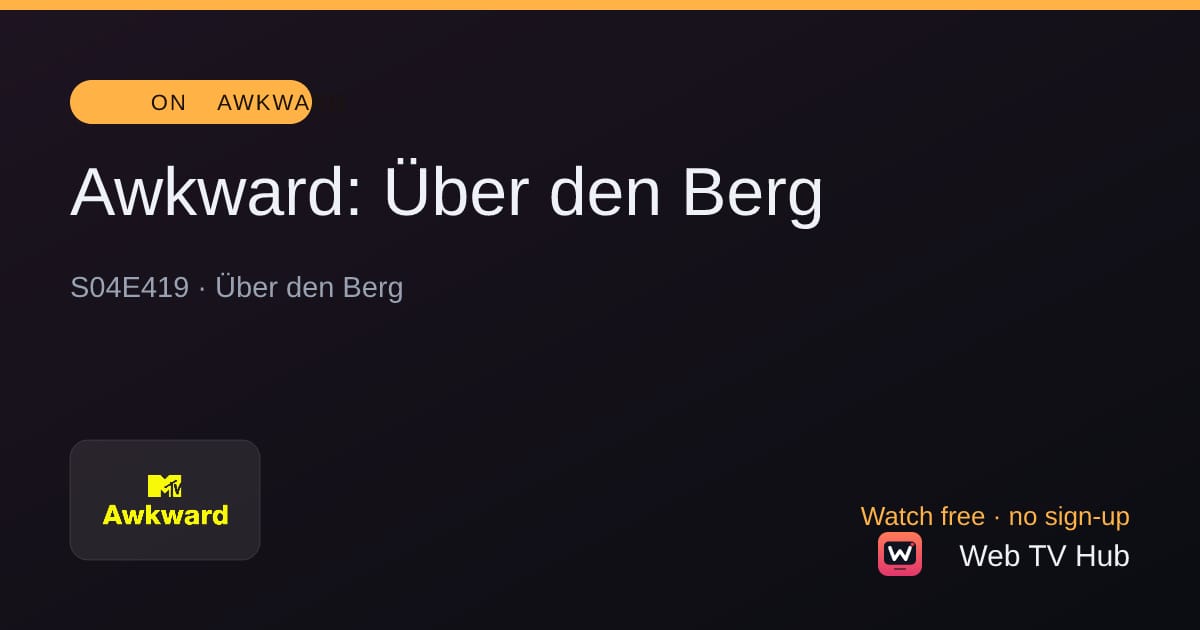 ON AWKWA
Awkward: Über den Berg
S04E419 · Über den Berg
MTV
Awkward
Watch free · no sign-up
W
Web TV Hub